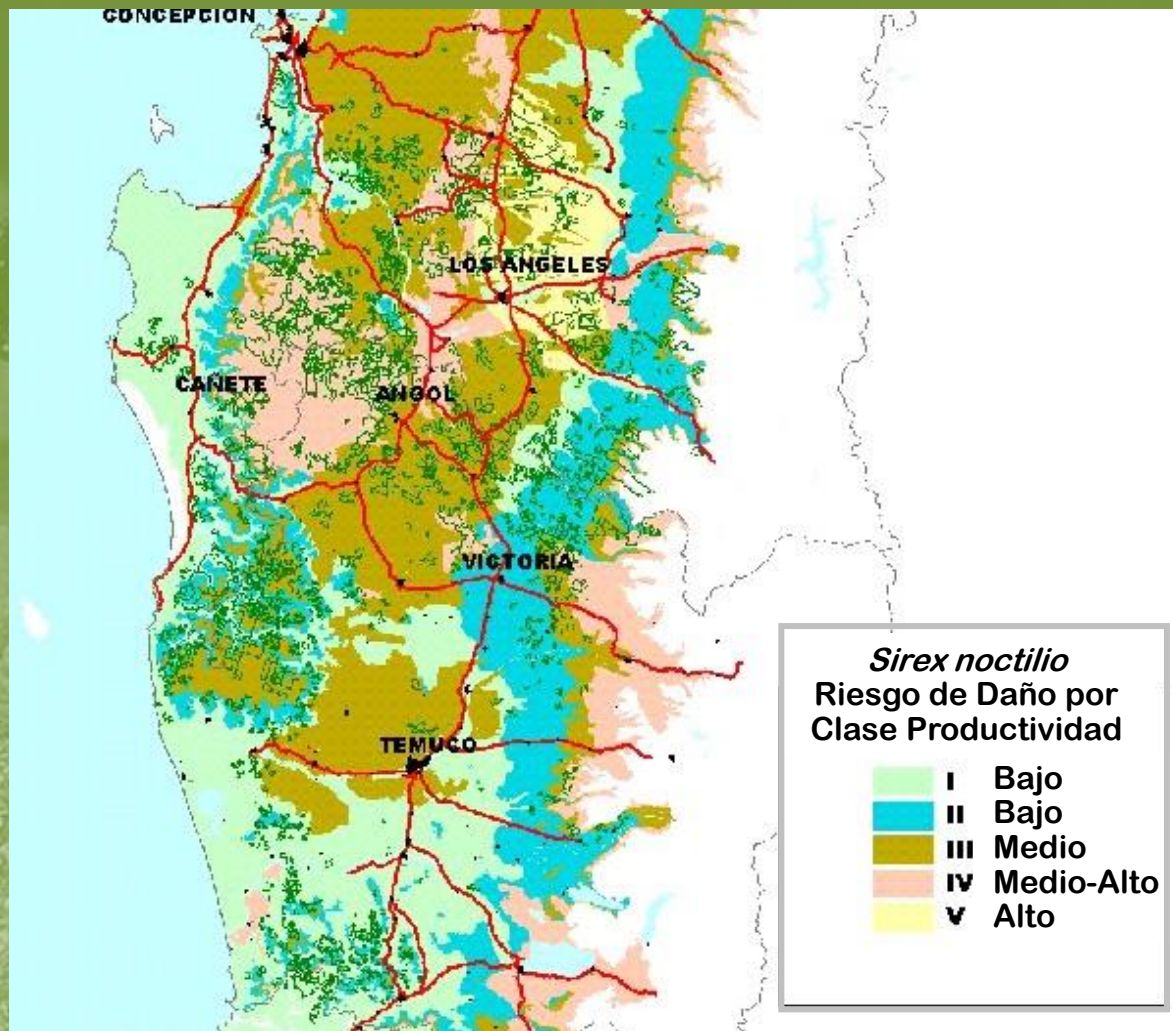 CONCEPCION
LOS ANGELES
CAÑETE
ANGOL
VICTORIA
TEMUCO
Sirex noctilio
Riesgo de Daño por
Clase Productividad
I Bajo
II Bajo
III Medio
IV Medio-Alto
V Alto